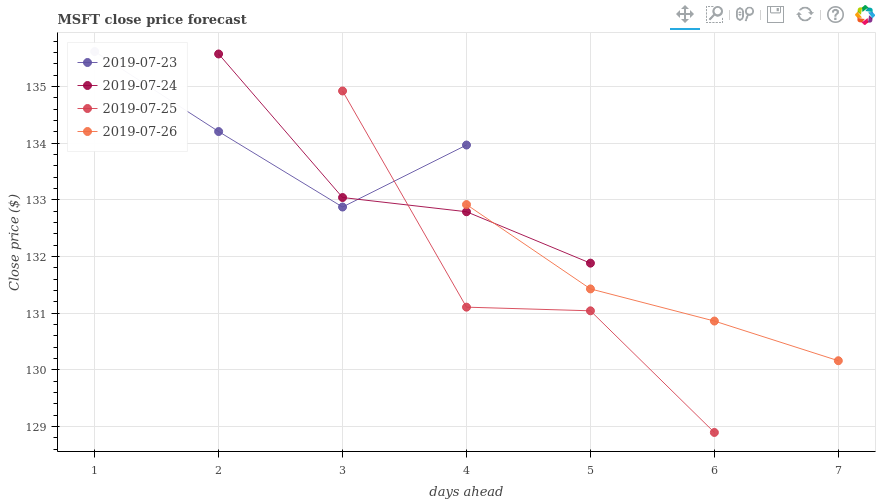 MSFT close price forecast
2019-07-23
2019-07-24
2019-07-25
2019-07-26
Close price ($)
135
134
133
132
131
130
129
1 2 3 4 5 6 7
days ahead